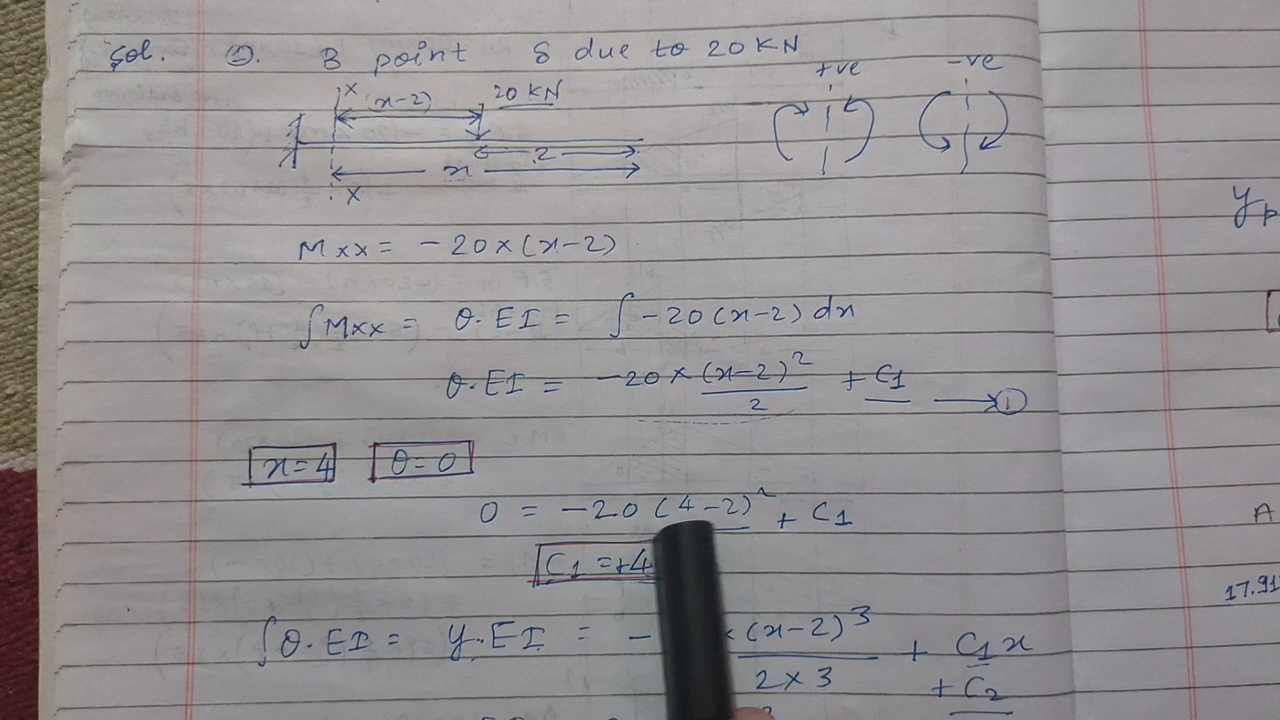 Sol. ①. B point δ due to 20 KN
+ve -ve
x (x-2) 20 KN
2
x
x
Mxx = -20×(x-2)
∫Mxx = θ.EI = ∫-20(x-2)dx
θ.EI = -20×(x-2)²/2 + C1 → ①
x=4 θ=0
0 = -20(4-2)² + C1
C1 = +4
∫θ.EI = y.EI = - ×(x-2)³/2×3 + C1x
+ C2
yp
A
17.91